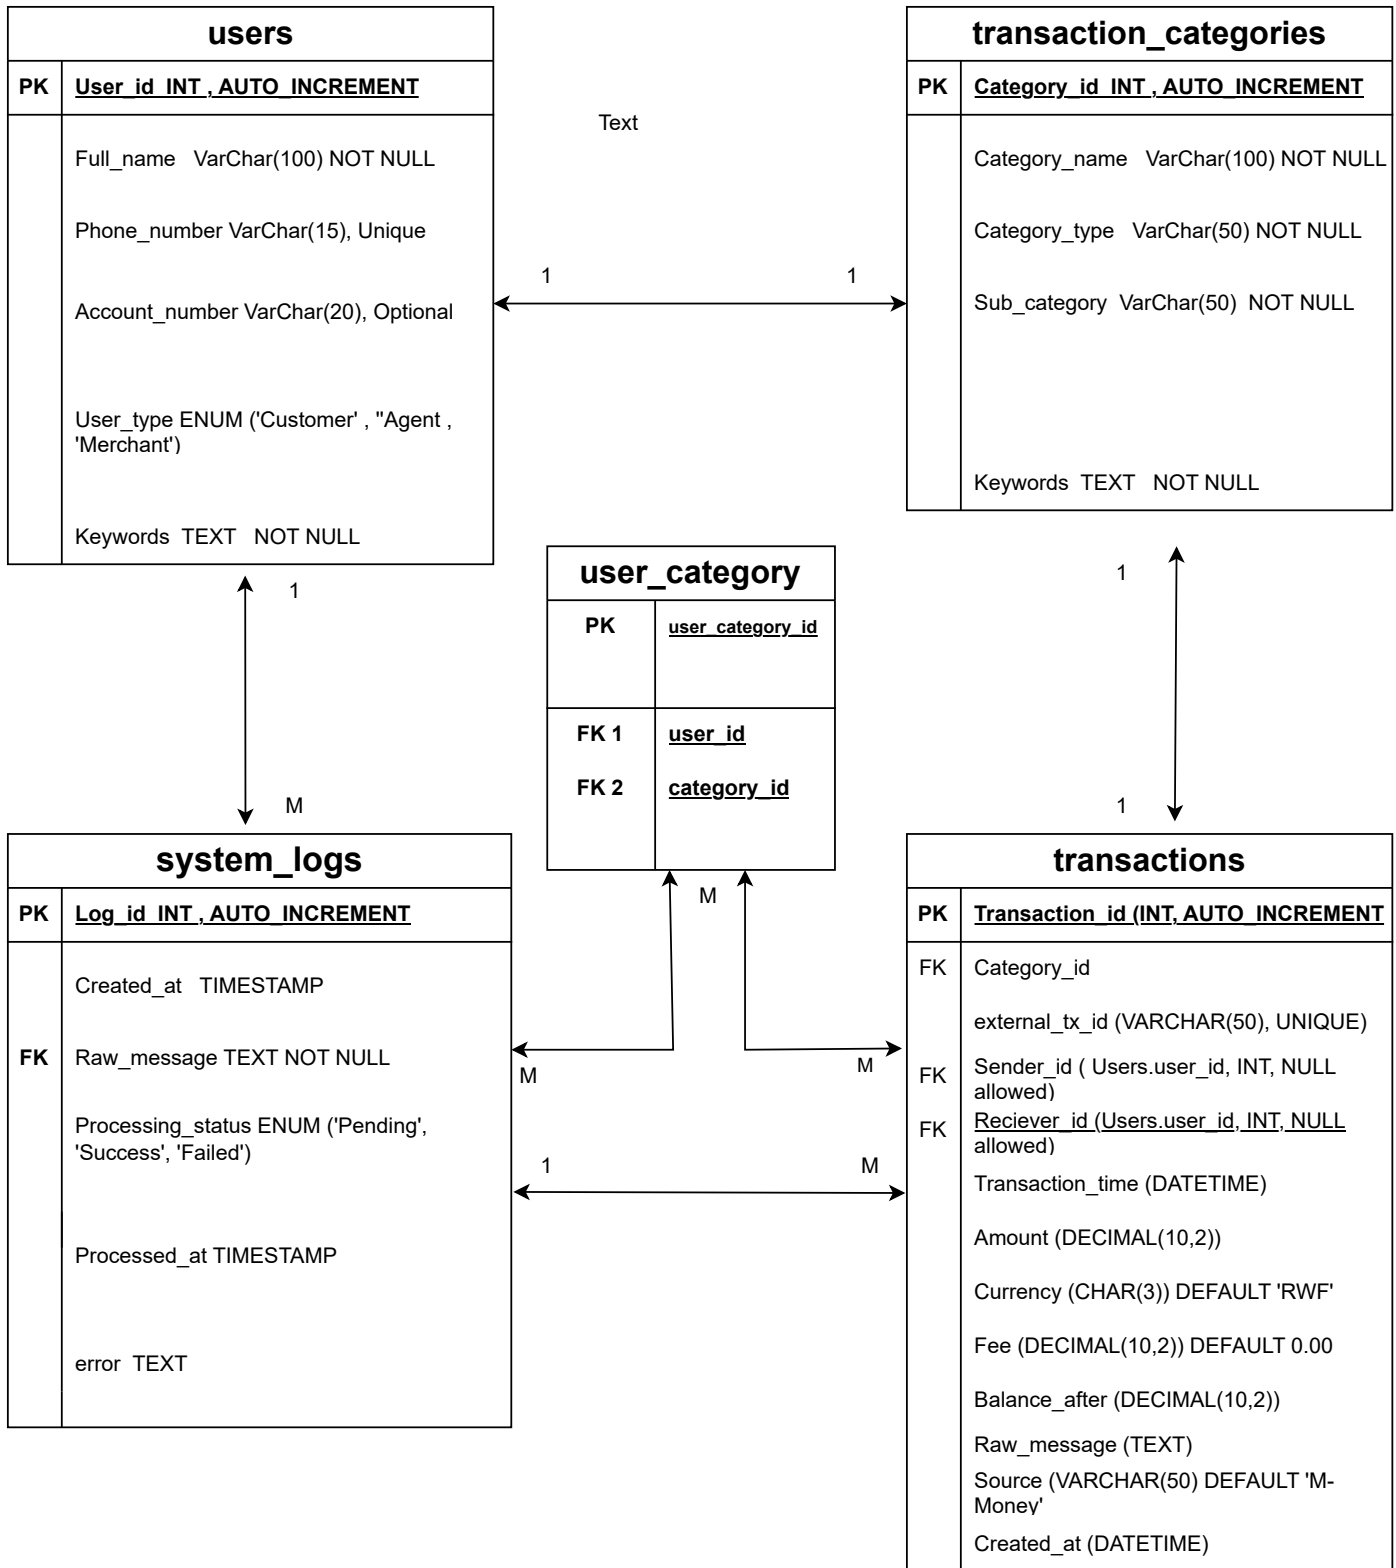 users
PK User_id INT , AUTO_INCREMENT
Full_name VarChar(100) NOT NULL
Phone_number VarChar(15), Unique
Account_number VarChar(20), Optional
User_type ENUM ('Customer' , "Agent ,
'Merchant')
Keywords TEXT NOT NULL
Text
transaction_categories
PK Category_id INT , AUTO_INCREMENT
Category_name VarChar(100) NOT NULL
Category_type VarChar(50) NOT NULL
Sub_category VarChar(50) NOT NULL
Keywords TEXT NOT NULL
1 1
1
M
1
1
user_category
PK user_category_id
FK 1 user_id
FK 2 category_id
M
M
M
1 M
system_logs
PK Log_id INT , AUTO_INCREMENT
Created_at TIMESTAMP
FK Raw_message TEXT NOT NULL
Processing_status ENUM ('Pending',
'Success', 'Failed')
Processed_at TIMESTAMP
error TEXT
transactions
PK Transaction_id (INT, AUTO_INCREMENT
FK Category_id
external_tx_id (VARCHAR(50), UNIQUE)
FK Sender_id ( Users.user_id, INT, NULL
allowed)
FK Reciever_id (Users.user_id, INT, NULL
allowed)
Transaction_time (DATETIME)
Amount (DECIMAL(10,2))
Currency (CHAR(3)) DEFAULT 'RWF'
Fee (DECIMAL(10,2)) DEFAULT 0.00
Balance_after (DECIMAL(10,2))
Raw_message (TEXT)
Source (VARCHAR(50) DEFAULT 'M-
Money'
Created_at (DATETIME)